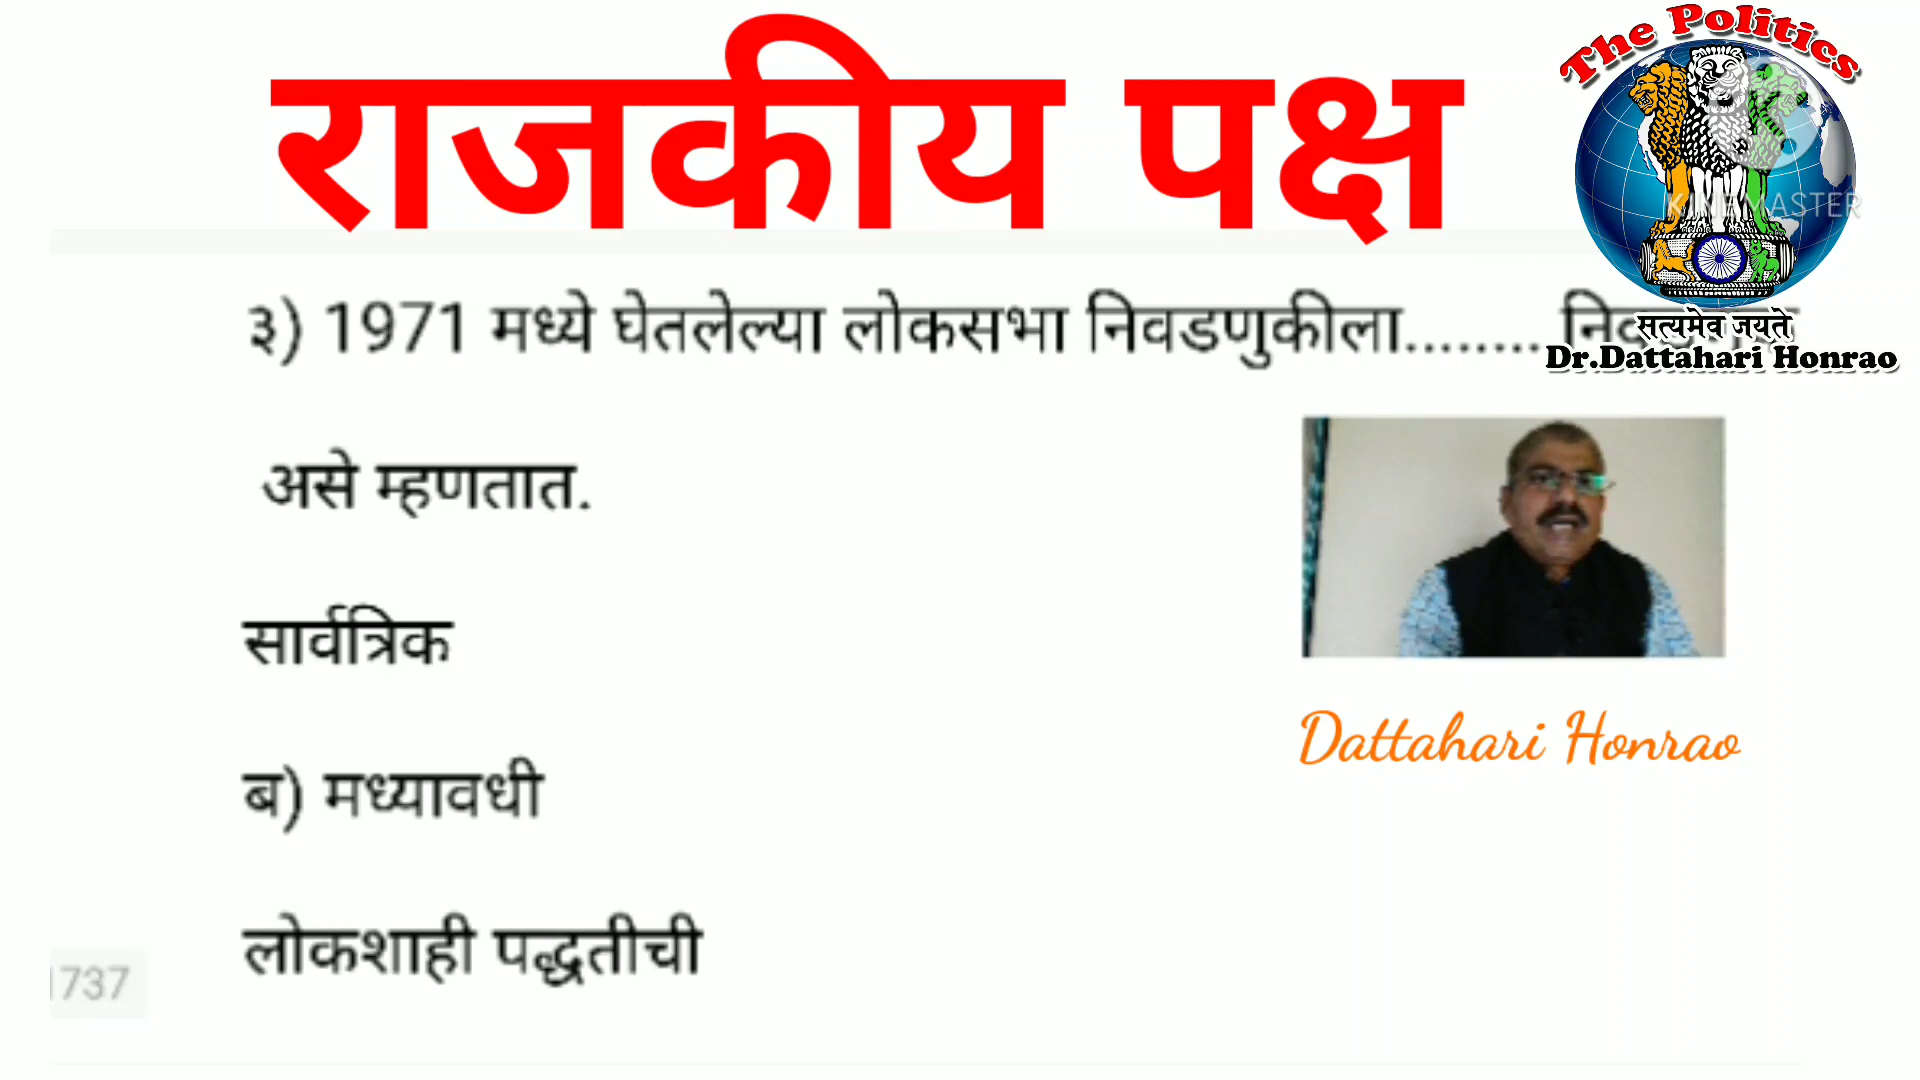 राजकीय पक्ष
The Politics
KINEMASTER
३) 1971 मध्ये घेतलेल्या लोकसभा निवडणुकीला........
सत्यमेव जयते
Dr.Dattahari Honrao
असे म्हणतात.
सार्वत्रिक
Dattahari Honrao
ब) मध्यावधी
लोकशाही पद्धतीची
737